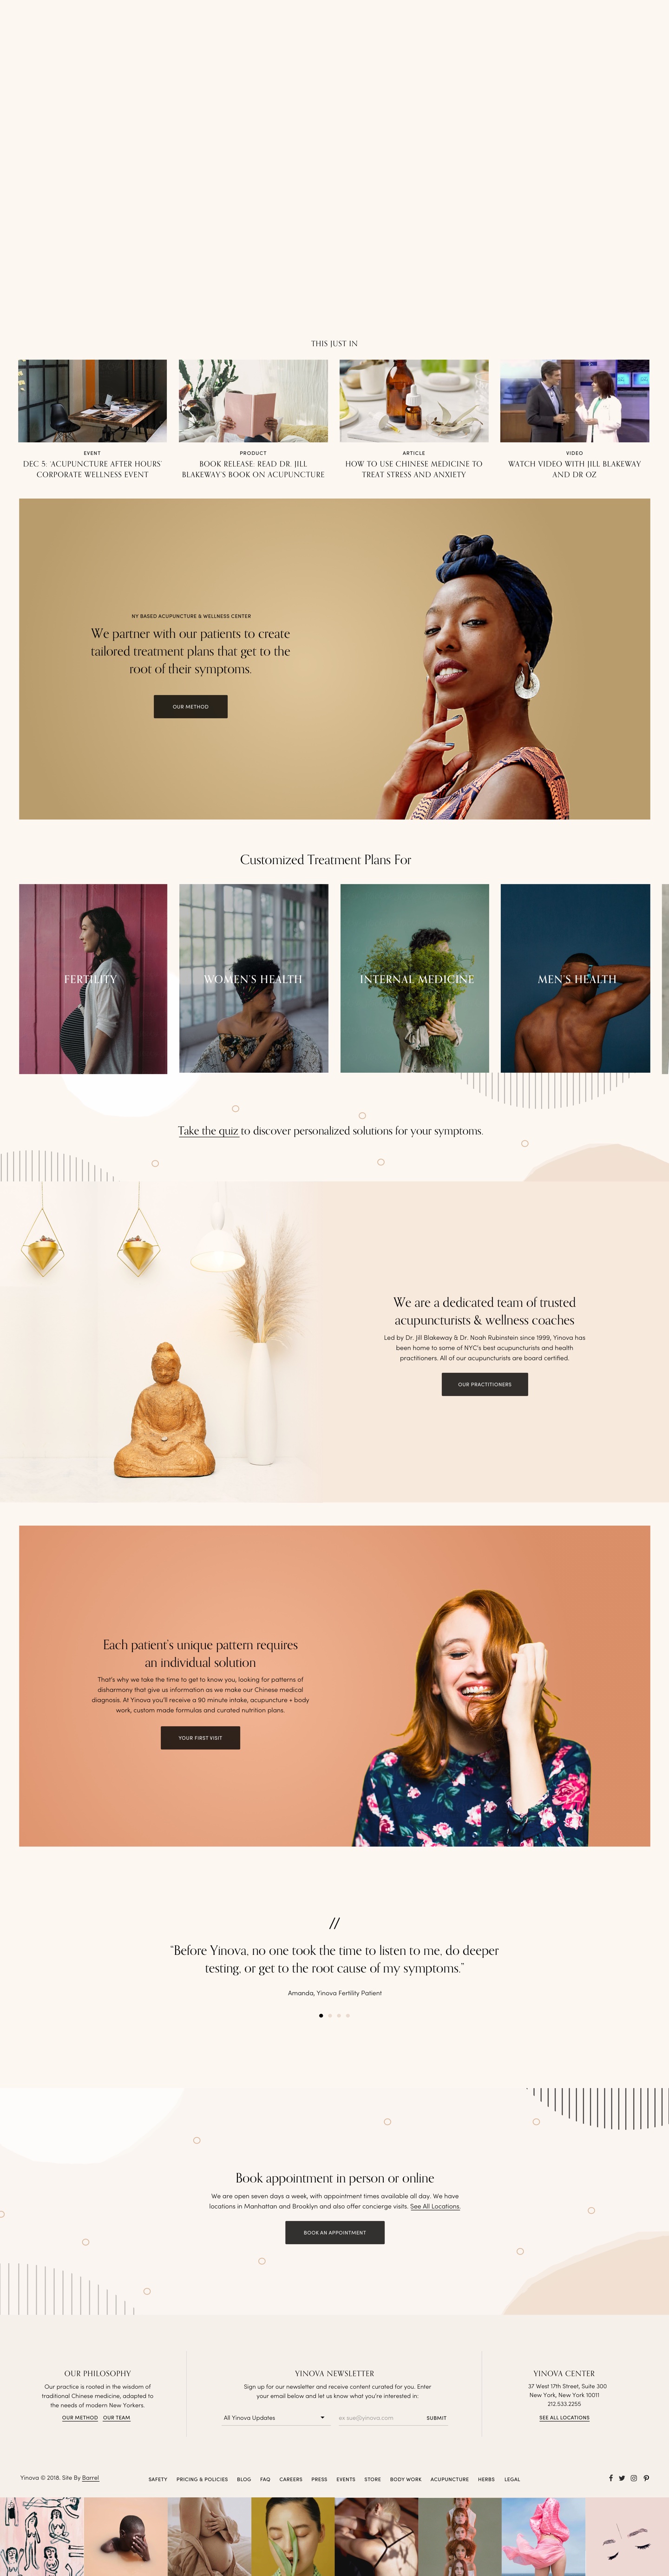 THIS JUST IN
EVENT
DEC 5: ‘ACUPUNCTURE AFTER HOURS’
CORPORATE WELLNESS EVENT
PRODUCT
BOOK RELEASE: READ DR. JILL
BLAKEWAY’S BOOK ON ACUPUNCTURE
ARTICLE
HOW TO USE CHINESE MEDICINE TO
TREAT STRESS AND ANXIETY
VIDEO
WATCH VIDEO WITH JILL BLAKEWAY
AND DR OZ
NY BASED ACUPUNCTURE & WELLNESS CENTER
We partner with our patients to create
tailored treatment plans that get to the
root of their symptoms.
OUR METHOD
Customized Treatment Plans For
FERTILITY
WOMEN’S HEALTH
INTERNAL MEDICINE
MEN’S HEALTH
Take the quiz to discover personalized solutions for your symptoms.
We are a dedicated team of trusted
acupuncturists & wellness coaches
Led by Dr. Jill Blakeway & Dr. Noah Rubinstein since 1999, Yinova has
been home to some of NYC’s best acupuncturists and health
practitioners. All of our acupuncturists are board certified.
OUR PRACTITIONERS
Each patient’s unique pattern requires
an individual solution
That’s why we take the time to get to know you, looking for patterns of
disharmony that give us information as we make our Chinese medical
diagnosis. At Yinova you’ll receive a 90 minute intake, acupuncture + body
work, custom made formulas and curated nutrition plans.
YOUR FIRST VISIT
//
“Before Yinova, no one took the time to listen to me, do deeper
testing, or get to the root cause of my symptoms.”
Amanda, Yinova Fertility Patient
Book appointment in person or online
We are open seven days a week, with appointment times available all day. We have
locations in Manhattan and Brooklyn and also offer concierge visits. See All Locations.
BOOK AN APPOINTMENT
OUR PHILOSOPHY
Our practice is rooted in the wisdom of
traditional Chinese medicine, adapted to
the needs of modern New Yorkers.
OUR METHOD OUR TEAM
YINOVA NEWSLETTER
Sign up for our newsletter and receive content curated for you. Enter
your email below and let us know what you’re interested in:
All Yinova Updates
ex sue@yinova.com
SUBMIT
YINOVA CENTER
37 West 17th Street, Suite 300
New York, New York 10011
212.533.2255
SEE ALL LOCATIONS
Yinova © 2018. Site By Barrel
SAFETY PRICING & POLICIES BLOG FAQ CAREERS PRESS EVENTS STORE BODY WORK ACUPUNCTURE HERBS LEGAL